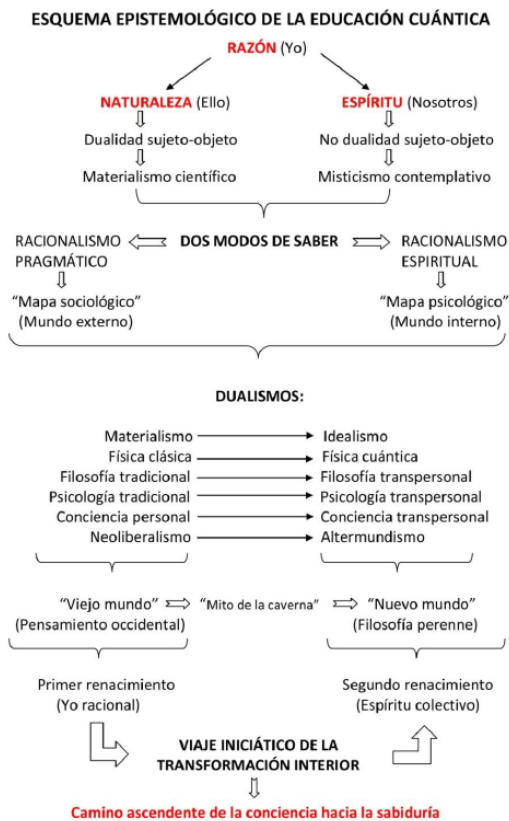 ESQUEMA EPISTEMOLÓGICO DE LA EDUCACIÓN CUÁNTICA
RAZÓN (Yo)
NATURALEZA (Ello)
ESPÍRITU (Nosotros)
Dualidad sujeto-objeto
No dualidad sujeto-objeto
Materialismo científico
Misticismo contemplativo
RACIONALISMO
PRAGMÁTICO
DOS MODOS DE SABER
RACIONALISMO
ESPIRITUAL
“Mapa sociológico”
(Mundo externo)
“Mapa psicológico”
(Mundo interno)
DUALISMOS:
Materialismo
Idealismo
Física clásica
Física cuántica
Filosofía tradicional
Filosofía transpersonal
Psicología tradicional
Psicología transpersonal
Conciencia personal
Conciencia transpersonal
Neoliberalismo
Altermundismo
“Viejo mundo”
(Pensamiento occidental)
“Mito de la caverna”
“Nuevo mundo”
(Filosofía perenne)
Primer renacimiento
(Yo racional)
Segundo renacimiento
(Espíritu colectivo)
VIAJE INICIÁTICO DE LA
TRANSFORMACIÓN INTERIOR
Camino ascendente de la conciencia hacia la sabiduría